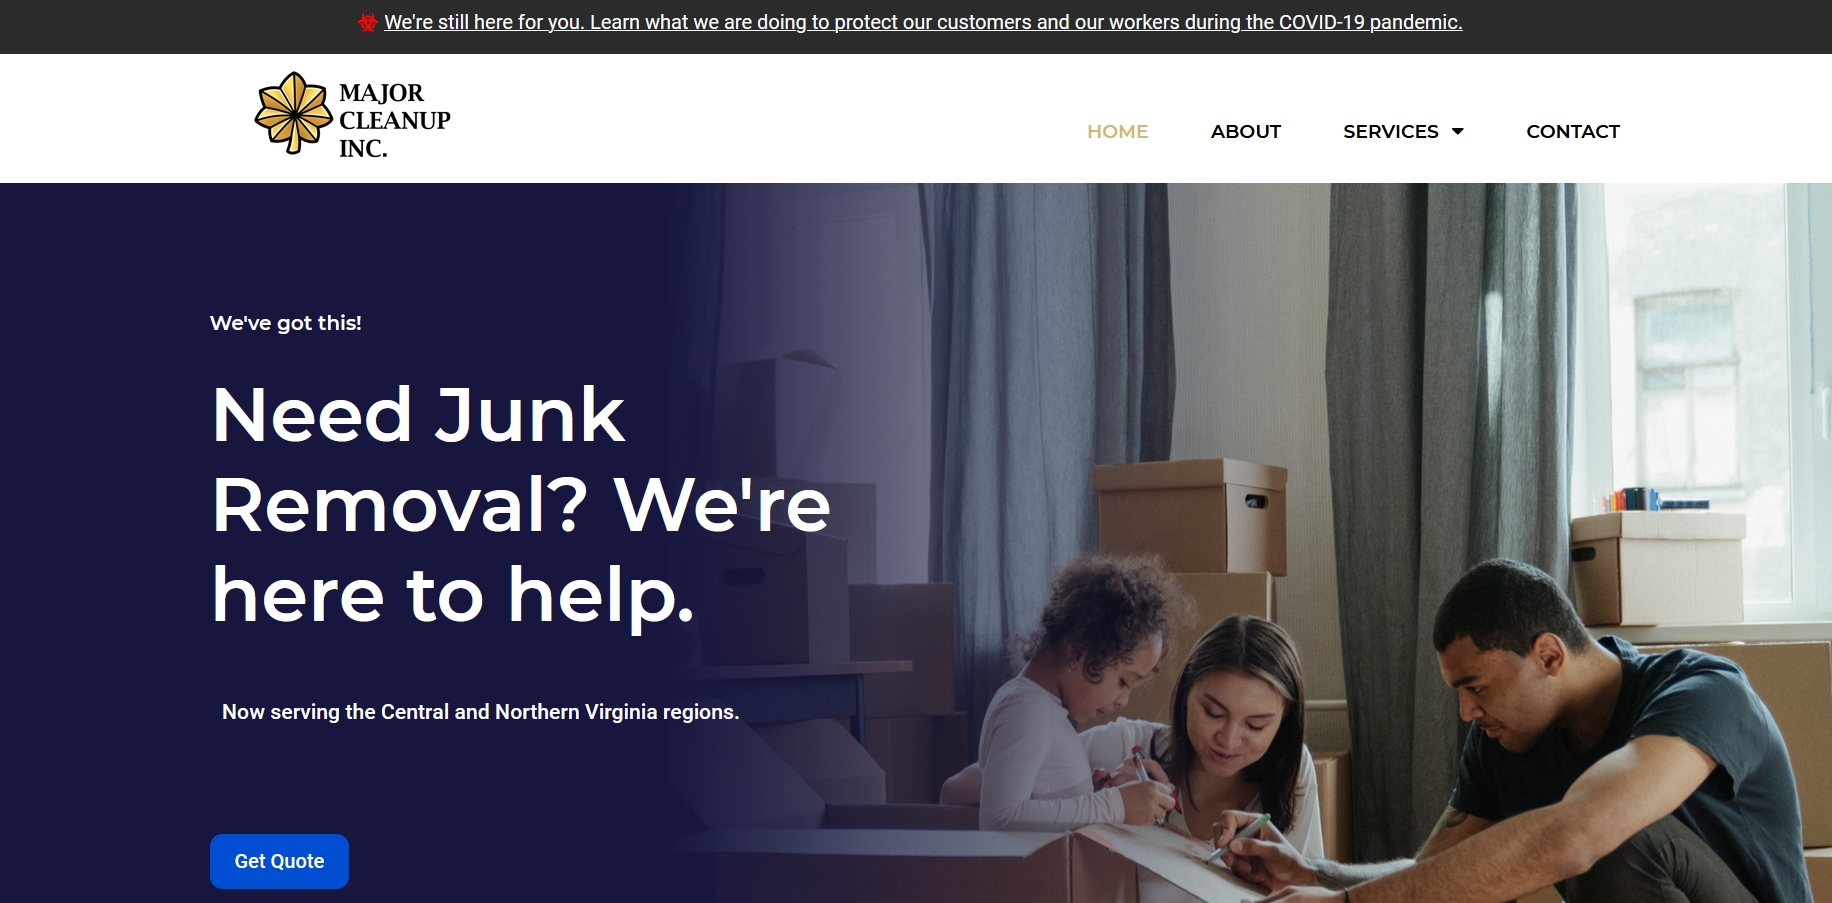 We're still here for you. Learn what we are doing to protect our customers and our workers during the COVID-19 pandemic.
MAJOR
CLEANUP
INC.
HOME ABOUT SERVICES CONTACT
We've got this!
Need Junk
Removal? We're
here to help.
Now serving the Central and Northern Virginia regions.
Get Quote